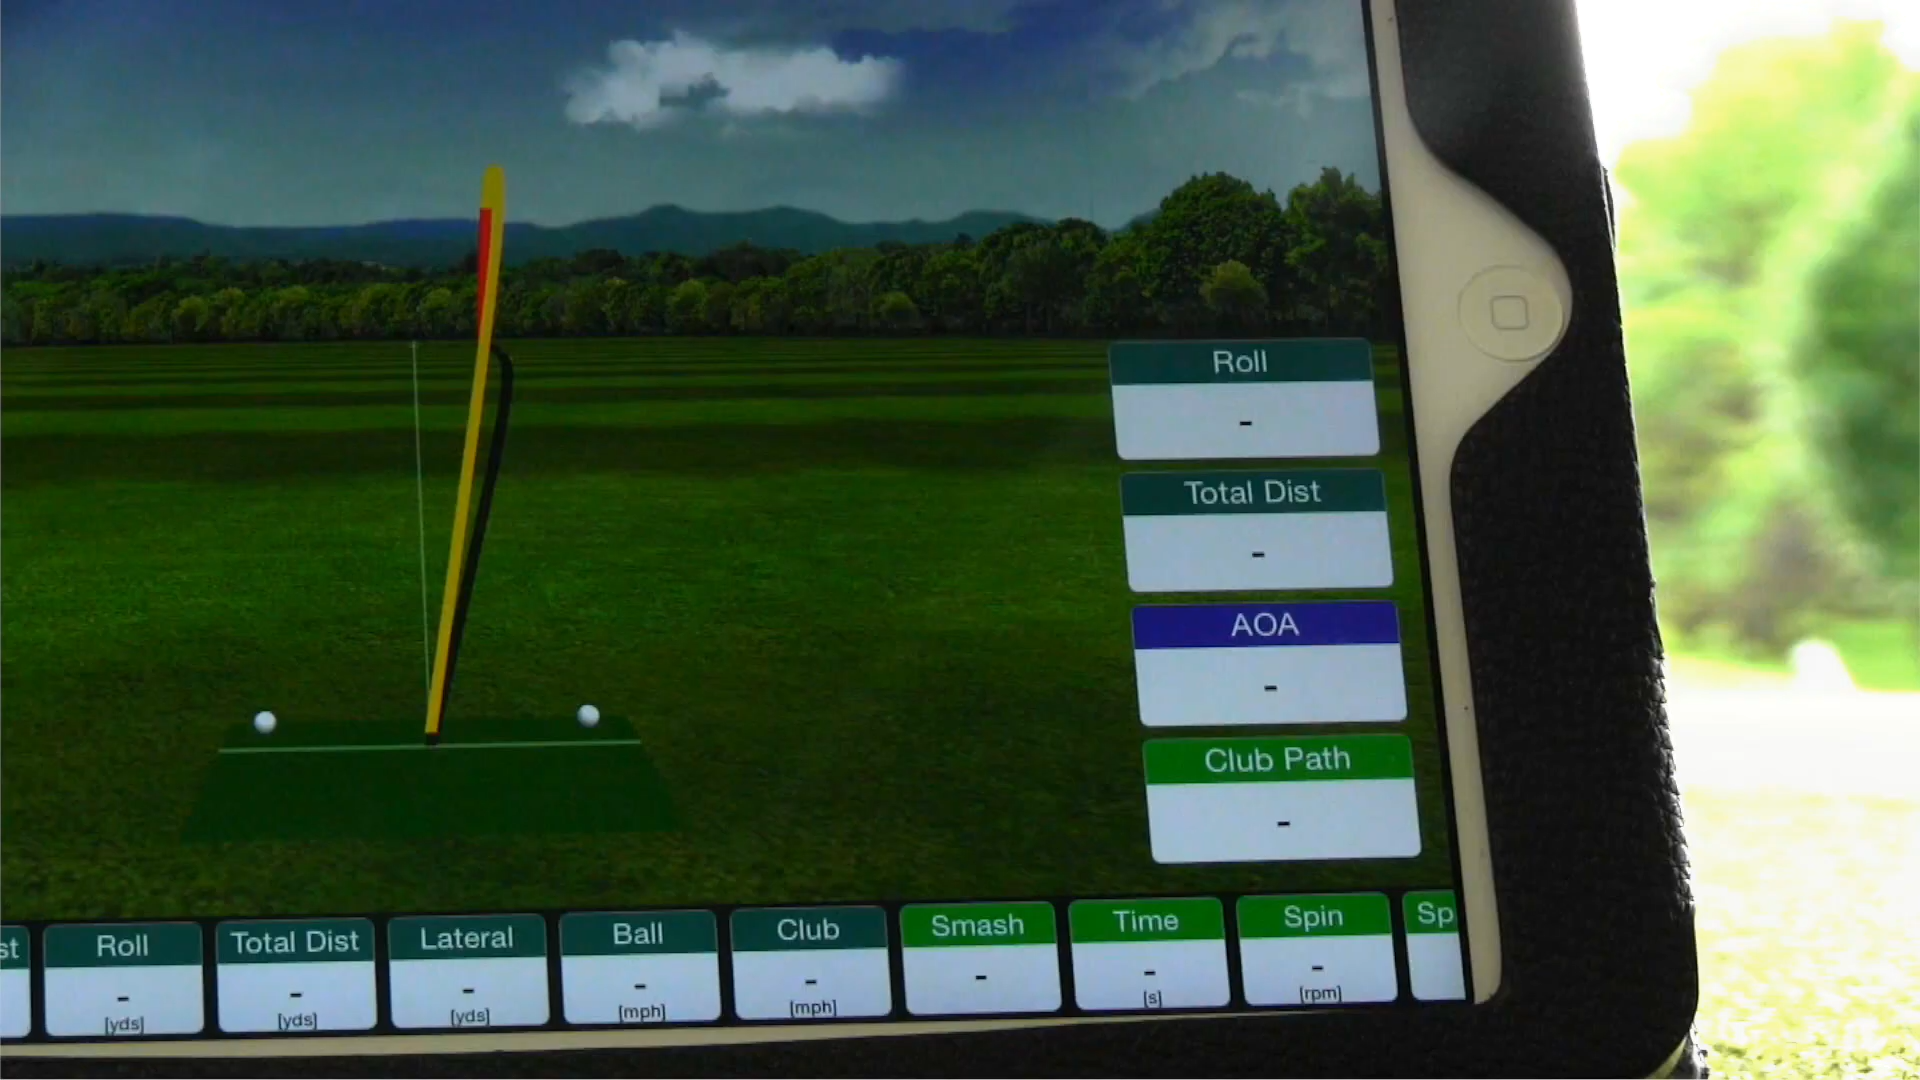 Roll
-
Total Dist
-
AOA
-
Club Path
-
st Roll Total Dist Lateral Ball Club Smash Time Spin Sp
- - - - - - - -
[yds] [yds] [yds] [mph] [mph] [s] [rpm]